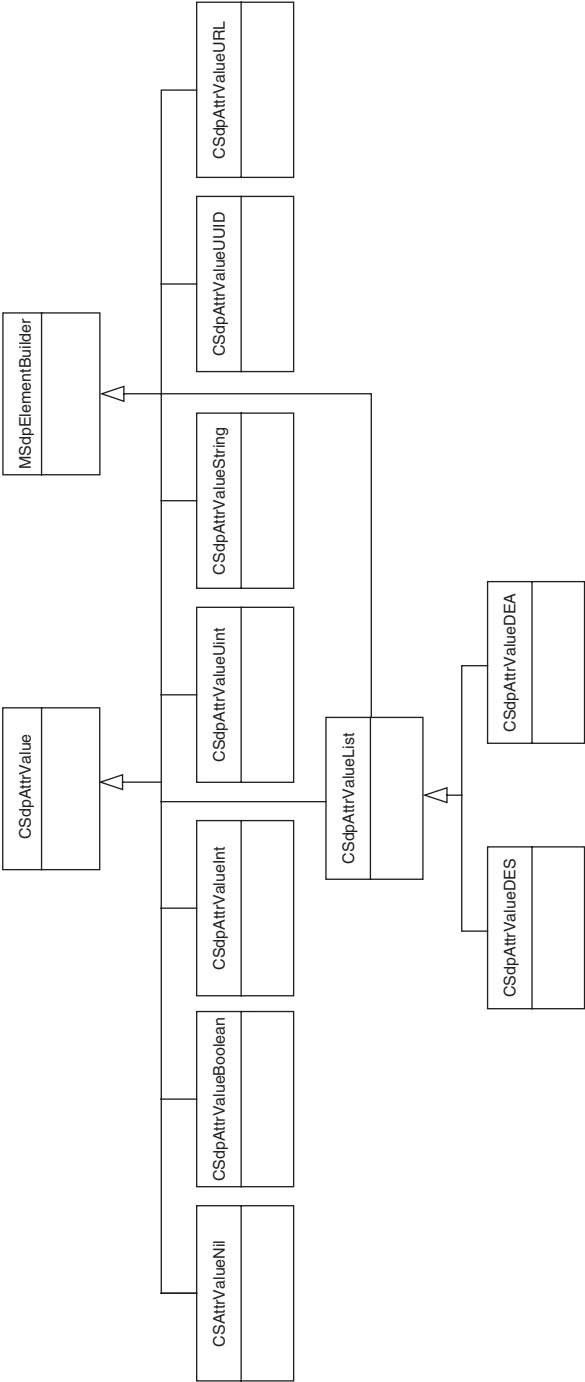 CSdpAttrValue
MSdpElementBuilder
CSAttrValueNil
CSdpAttrValueBoolean
CSdpAttrValueInt
CSdpAttrValueUint
CSdpAttrValueString
CSdpAttrValueUUID
CSdpAttrValueURL
CSdpAttrValueList
CSdpAttrValueDES
CSdpAttrValueDEA